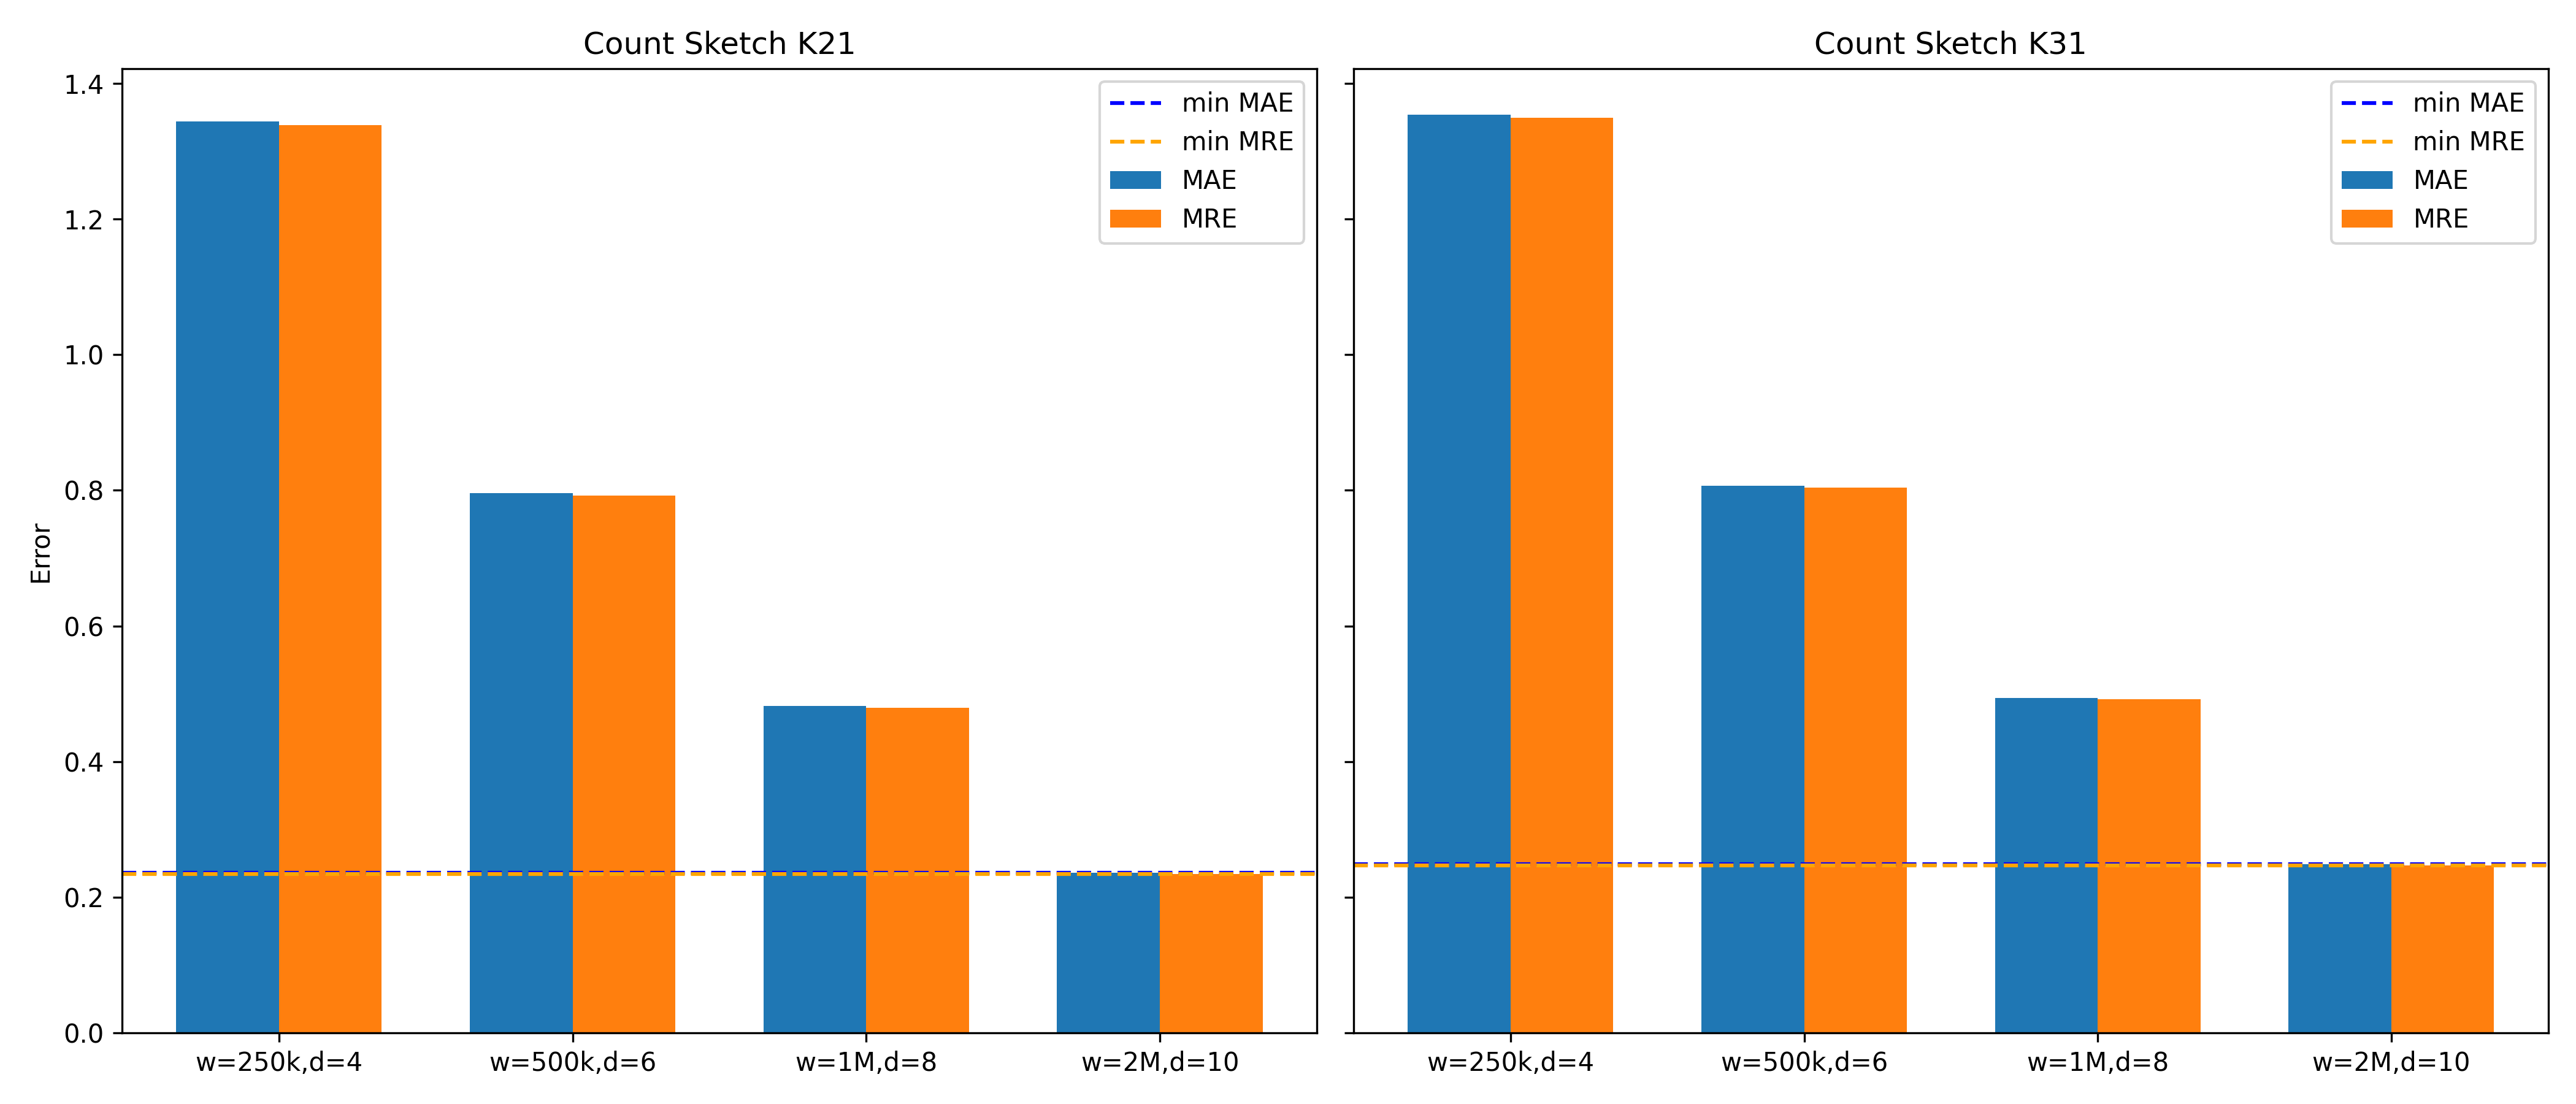 Count Sketch K21
Error
1.4
1.2
1.0
0.8
0.6
0.4
0.2
0.0
min MAE
min MRE
MAE
MRE
w=250k,d=4
w=500k,d=6
w=1M,d=8
w=2M,d=10
Count Sketch K31
min MAE
min MRE
MAE
MRE
w=250k,d=4
w=500k,d=6
w=1M,d=8
w=2M,d=10